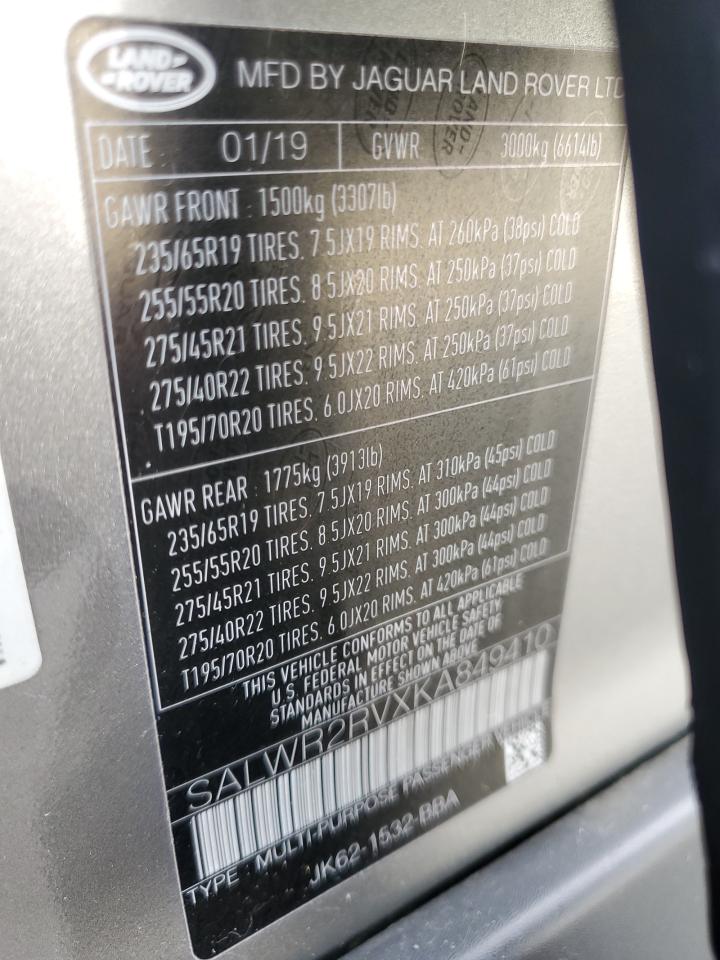 LAND ROVER
MFD BY JAGUAR LAND ROVER LTD
DATE : 01/19 GVWR 3000kg (6614lb)
GAWR FRONT : 1500kg (3307lb)
235/65R19 TIRES. 7.5JX19 RIMS. AT 260kPa (38psi) COLD
255/55R20 TIRES. 8.5JX20 RIMS. AT 250kPa (37psi) COLD
275/45R21 TIRES. 9.5JX21 RIMS. AT 250kPa (37psi) COLD
275/40R22 TIRES. 9.5JX22 RIMS. AT 250kPa (37psi) COLD
T195/70R20 TIRES. 6.0JX20 RIMS. AT 420kPa (61psi) COLD
GAWR REAR : 1775kg (3913lb)
235/65R19 TIRES. 7.5JX19 RIMS. AT 310kPa (45psi) COLD
255/55R20 TIRES. 8.5JX20 RIMS. AT 300kPa (44psi) COLD
275/45R21 TIRES. 9.5JX21 RIMS. AT 300kPa (44psi) COLD
275/40R22 TIRES. 9.5JX22 RIMS. AT 300kPa (44psi) COLD
T195/70R20 TIRES. 6.0JX20 RIMS. AT 420kPa (61psi) COLD
THIS VEHICLE CONFORMS TO ALL APPLICABLE
U.S. FEDERAL MOTOR VEHICLE SAFETY
STANDARDS IN EFFECT ON THE DATE OF
MANUFACTURE SHOWN ABOVE
SALWR2RVXKA849410
TYPE : MULTI-PURPOSE PASSENGER VEHICLE
JK62-1532-BBA